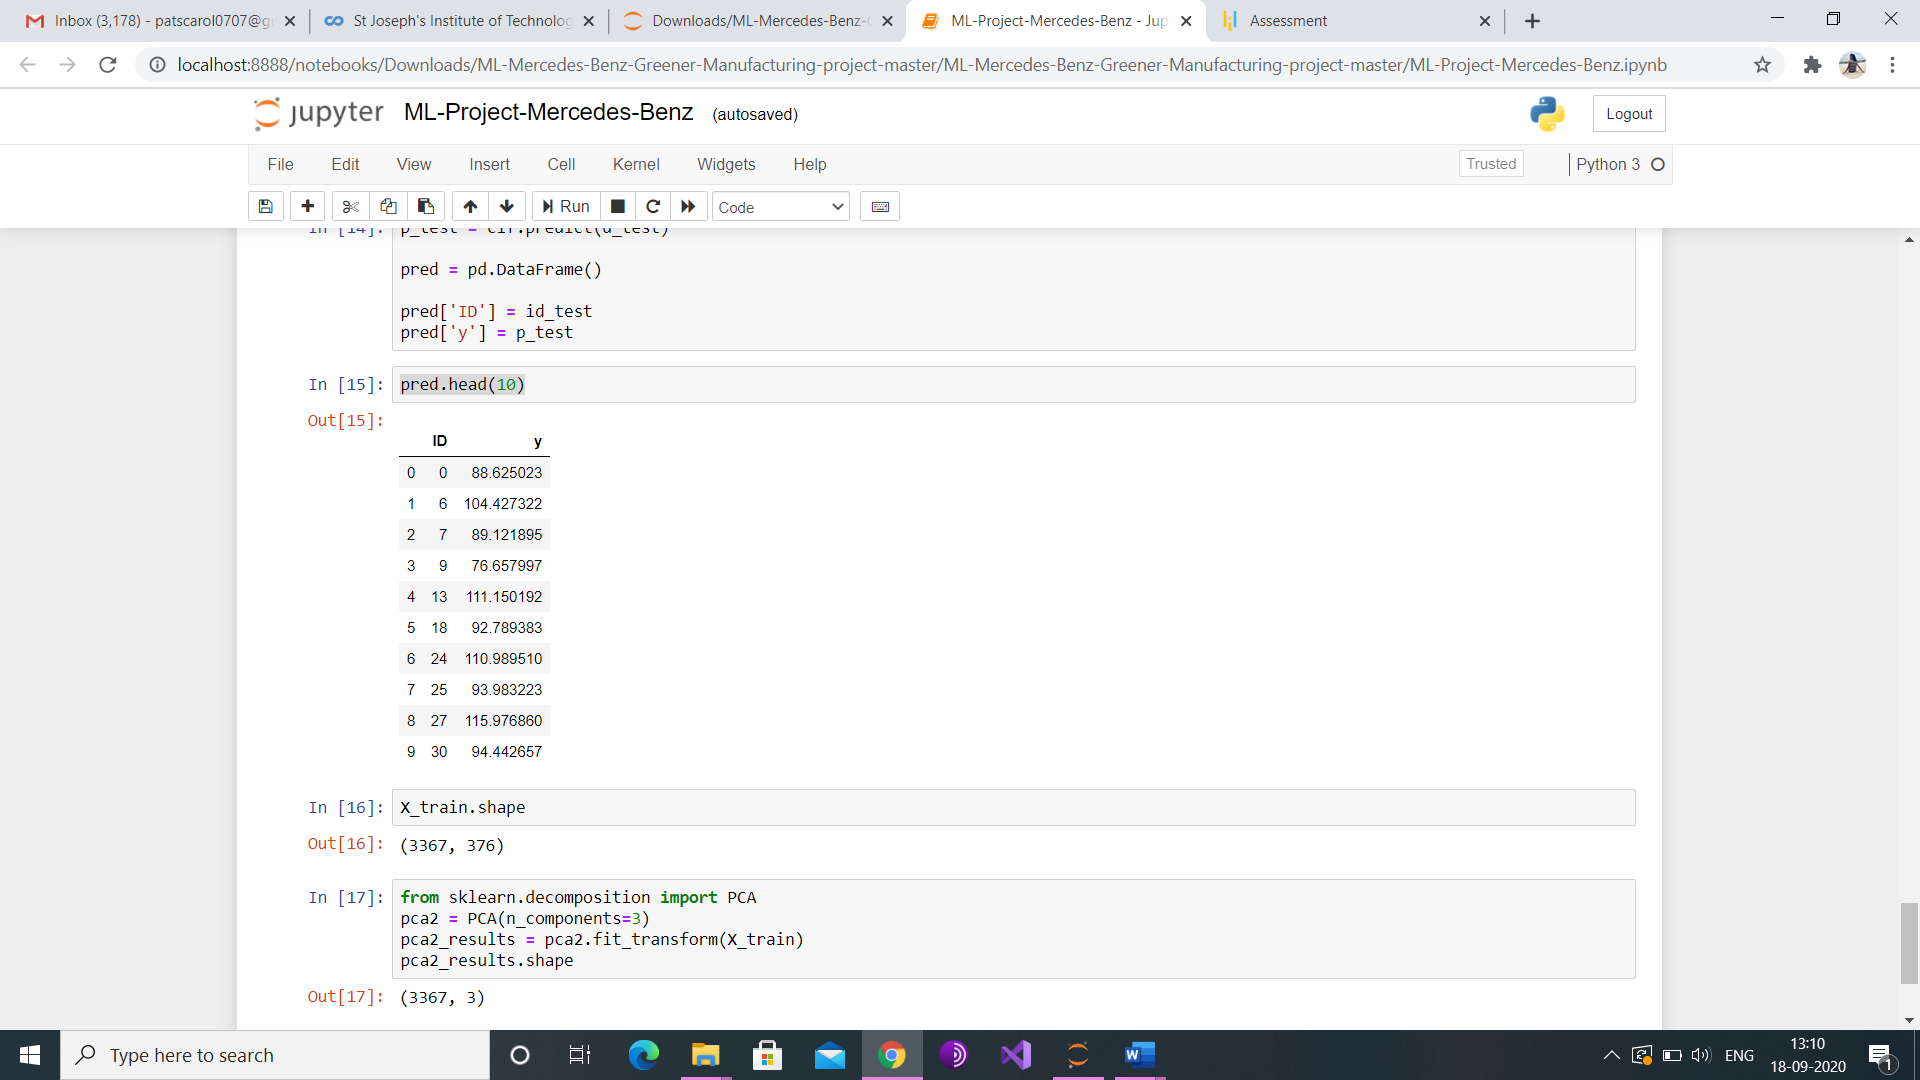 Inbox (3,178) - patscarol0707@g
St Joseph's Institute of Technolog
Downloads/ML-Mercedes-Benz-G
ML-Project-Mercedes-Benz - Jup
Assessment
localhost:8888/notebooks/Downloads/ML-Mercedes-Benz-Greener-Manufacturing-project-master/ML-Mercedes-Benz-Greener-Manufacturing-project-master/ML-Project-Mercedes-Benz.ipynb
jupyter ML-Project-Mercedes-Benz (autosaved)
Logout
File Edit View Insert Cell Kernel Widgets Help
Trusted Python 3
Run Code
In [14]: p_test = clf.predict(d_test)
pred = pd.DataFrame()
pred['ID'] = id_test
pred['y'] = p_test
In [15]: pred.head(10)
Out[15]:
ID y
0 0 88.625023
1 6 104.427322
2 7 89.121895
3 9 76.657997
4 13 111.150192
5 18 92.789383
6 24 110.989510
7 25 93.983223
8 27 115.976860
9 30 94.442657
In [16]: X_train.shape
Out[16]: (3367, 376)
In [17]: from sklearn.decomposition import PCA
pca2 = PCA(n_components=3)
pca2_results = pca2.fit_transform(X_train)
pca2_results.shape
Out[17]: (3367, 3)
Type here to search
W
ENG
13:10
18-09-2020
1